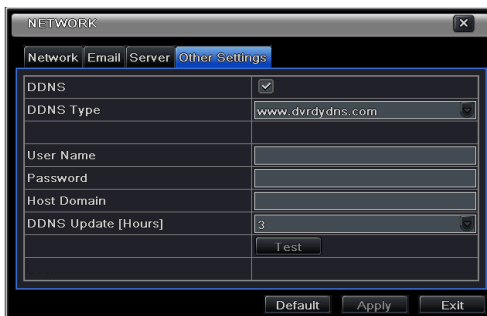 NETWORK
Network Email Server Other Settings
DDNS
DDNS Type www.dvrdydns.com
User Name
Password
Host Domain
DDNS Update [Hours] 3
Test
Default Apply Exit